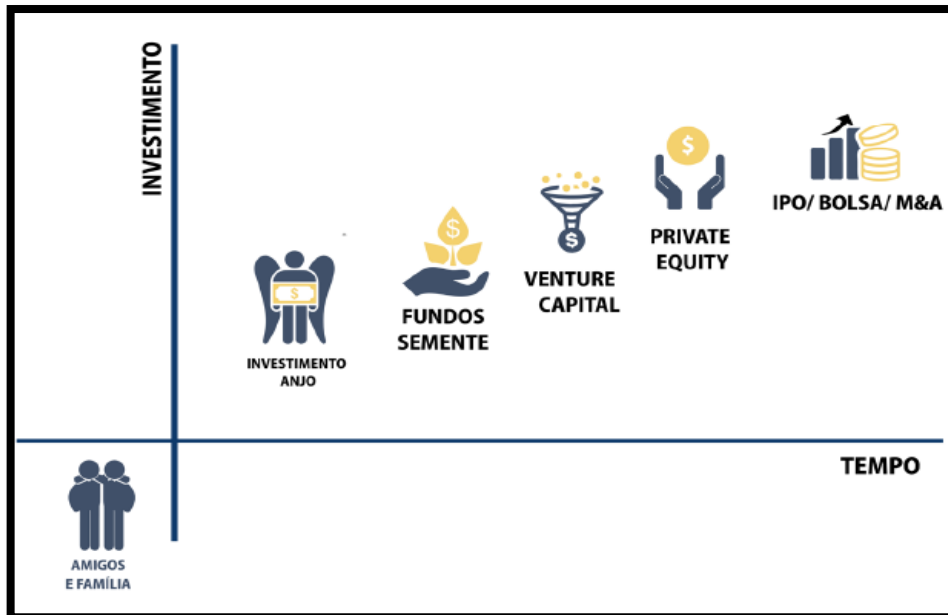 INVESTIMENTO
IPO/ BOLSA/ M&A
PRIVATE
EQUITY
VENTURE
CAPITAL
FUNDOS
SEMENTE
INVESTIMENTO
ANJO
TEMPO
AMIGOS
E FAMÍLIA
$
$
$
$